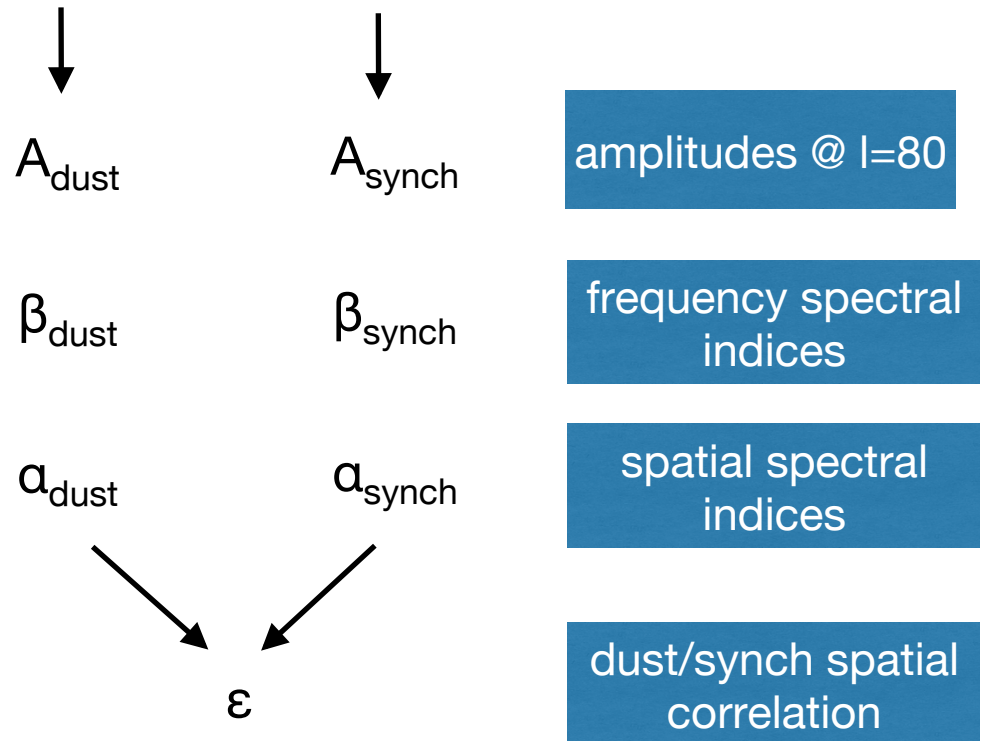 A_dust A_synch amplitudes @ l=80
β_dust β_synch frequency spectral
indices
α_dust α_synch spatial spectral
indices
dust/synch spatial
ε correlation